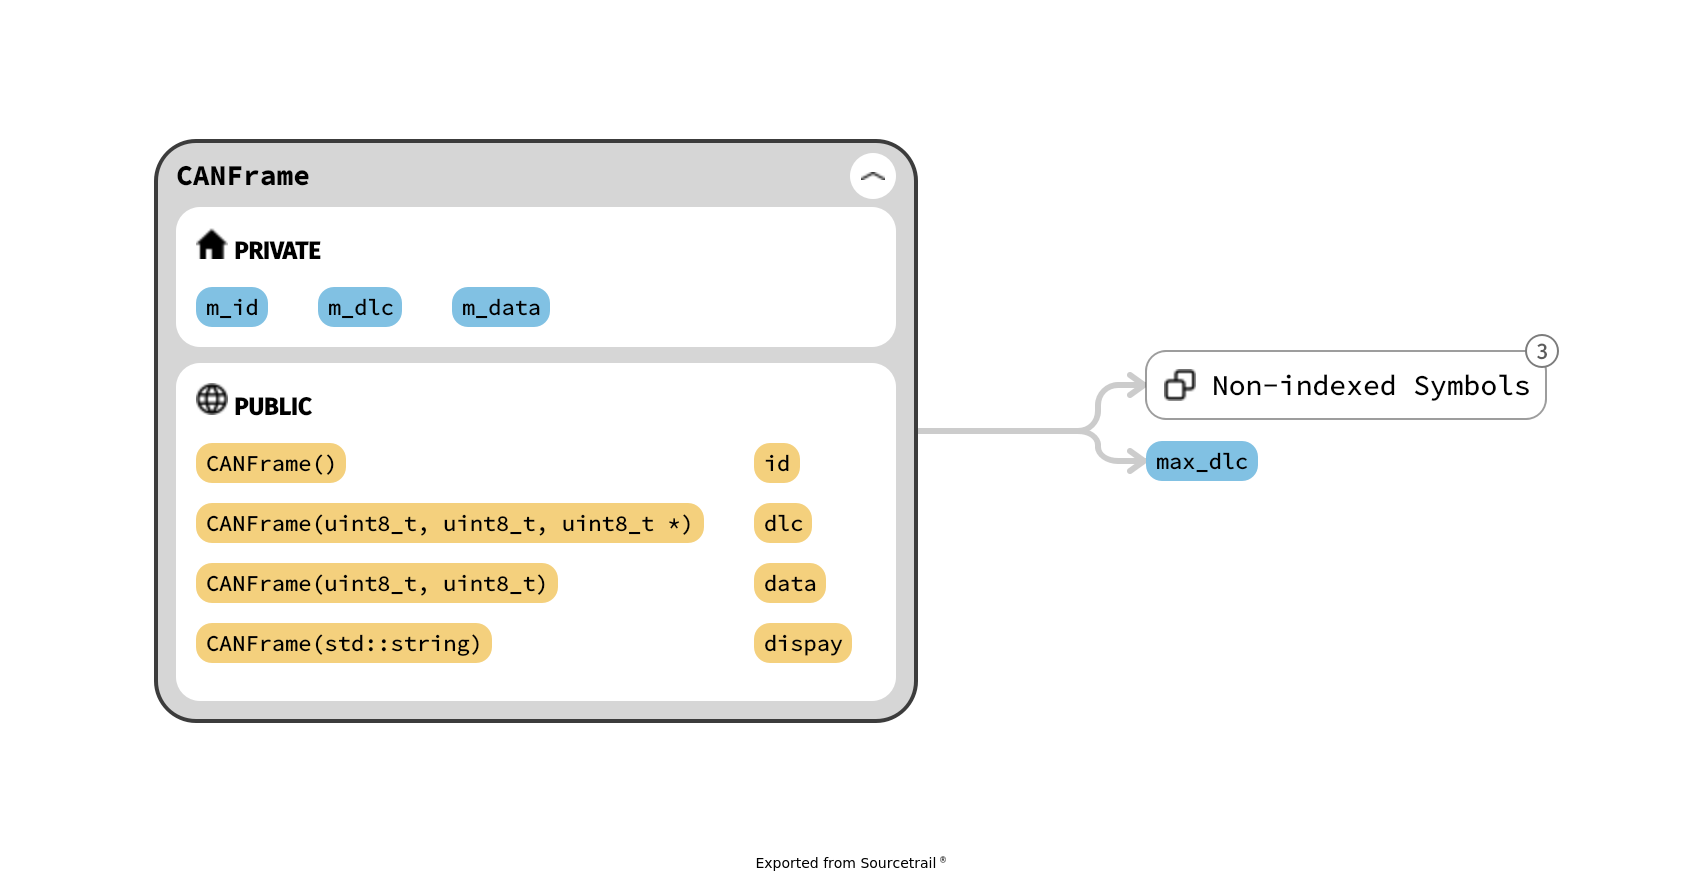 CANFrame
PRIVATE
m_id m_dlc m_data
PUBLIC
CANFrame() id
CANFrame(uint8_t, uint8_t, uint8_t *) dlc
CANFrame(uint8_t, uint8_t) data
CANFrame(std::string) dispay
3
Non-indexed Symbols
max_dlc
Exported from Sourcetrail ®